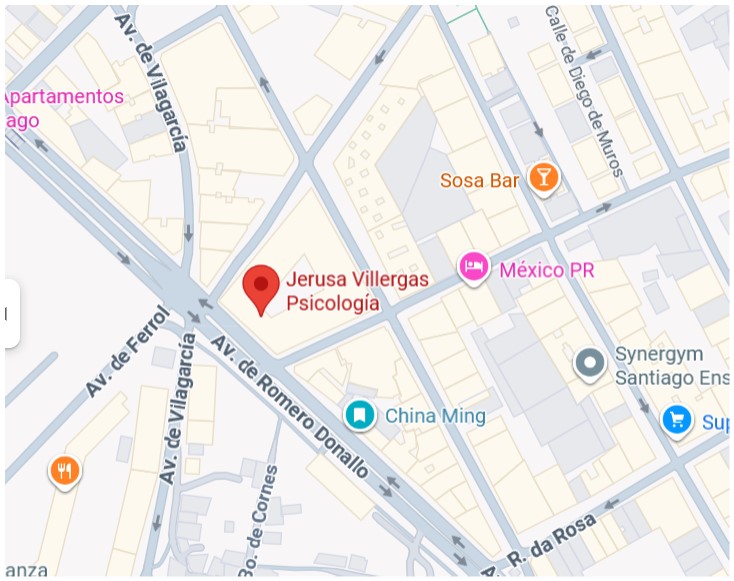 Av. de Vilagarcía
Calle de Diego de Muros
Apartamentos
ago
Sosa Bar
México PR
Jerusa Villergas
Psicología
Av. de Ferrol
Av. de Vilagarcía
Av. de Romero Donallo
Synergym
Santiago Ens
China Ming
Sup
Bo. de Cornes
Av. R. da Rosa
anza